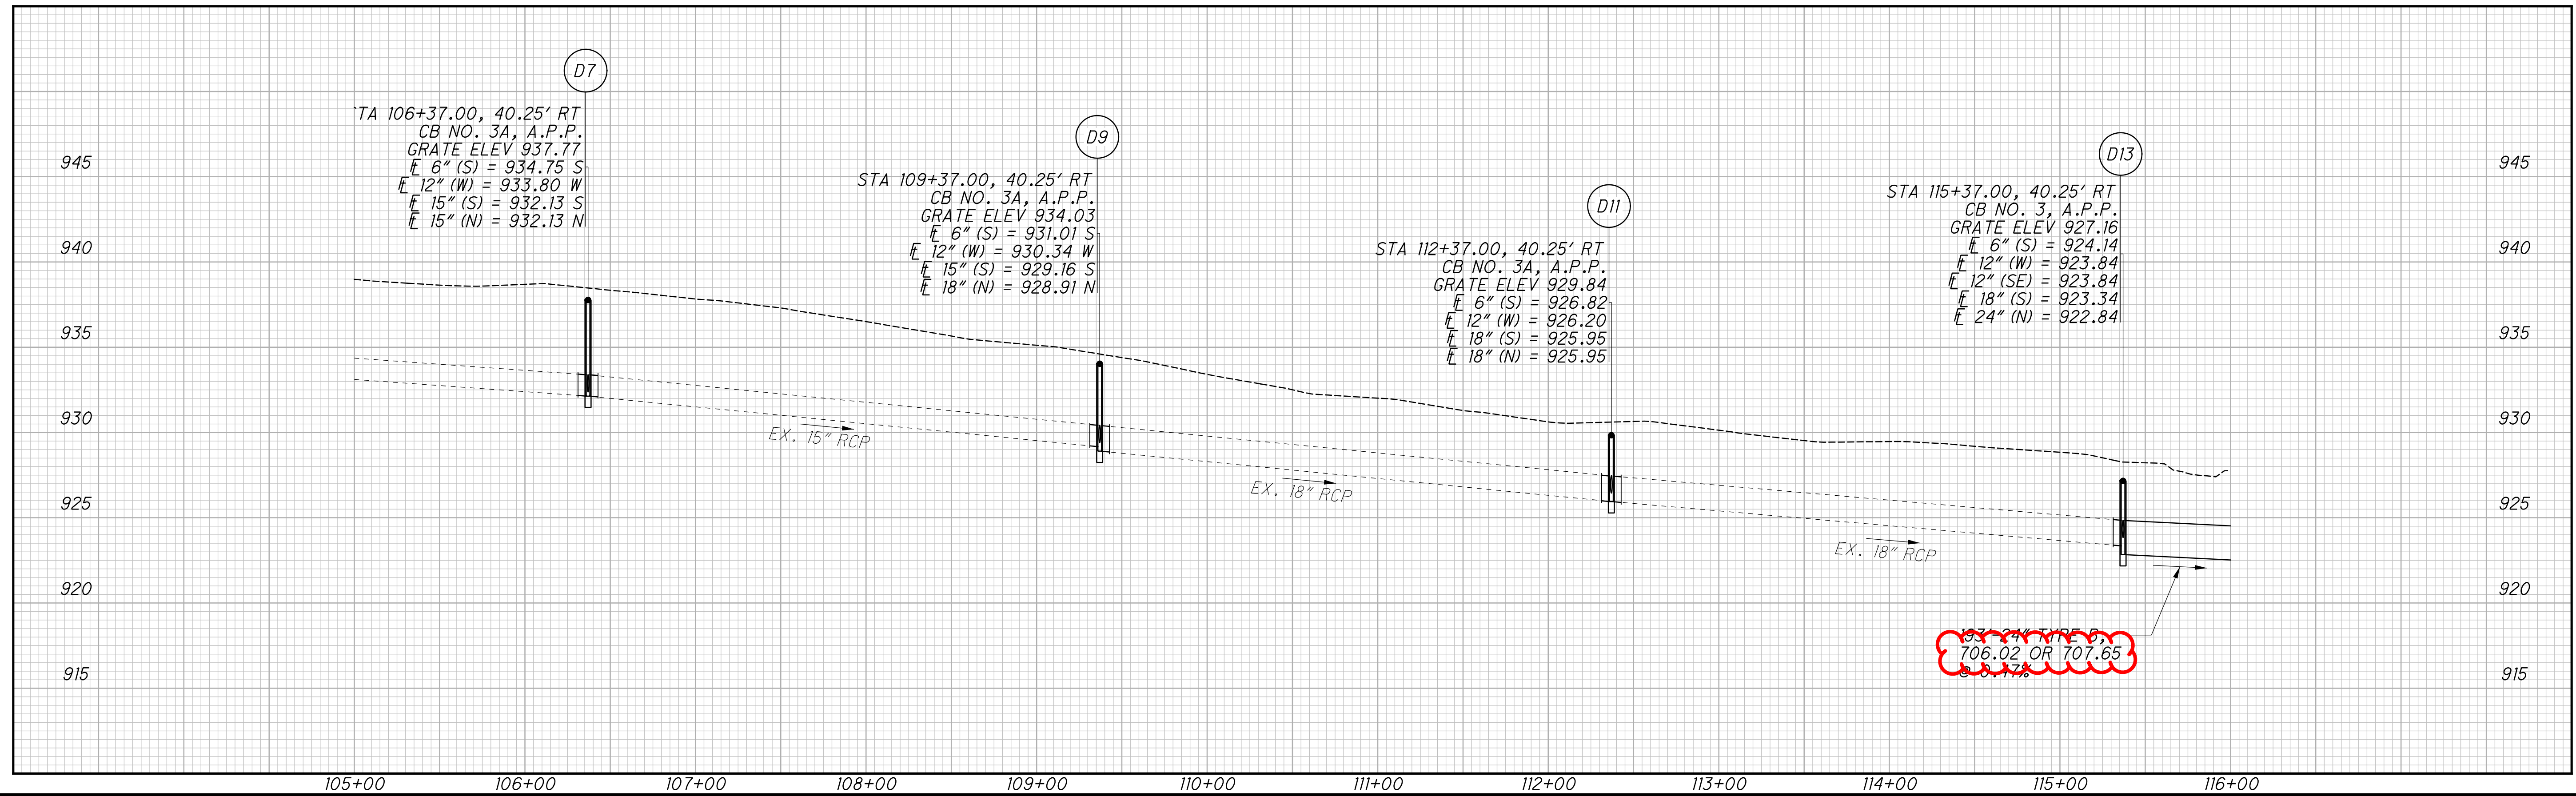 D7
TA 106+37.00, 40.25' RT
CB NO. 3A, A.P.P.
GRATE ELEV 937.77
℄ 6" (S) = 934.75 S
℄ 12" (W) = 933.80 W
℄ 15" (S) = 932.13 S
℄ 15" (N) = 932.13 N
D9
STA 109+37.00, 40.25' RT
CB NO. 3A, A.P.P.
GRATE ELEV 934.03
℄ 6" (S) = 931.01 S
℄ 12" (W) = 930.34 W
℄ 15" (S) = 929.16 S
℄ 18" (N) = 928.91 N
D11
STA 112+37.00, 40.25' RT
CB NO. 3A, A.P.P.
GRATE ELEV 929.84
℄ 6" (S) = 926.82
℄ 12" (W) = 926.20
℄ 18" (S) = 925.95
℄ 18" (N) = 925.95
D13
STA 115+37.00, 40.25' RT
CB NO. 3, A.P.P.
GRATE ELEV 927.16
℄ 6" (S) = 924.14
℄ 12" (W) = 923.84
℄ 12" (SE) = 923.84
℄ 18" (S) = 923.34
℄ 24" (N) = 922.84
945 945
940 940
935 935
930 930
925 925
920 920
915 915
EX. 15" RCP
EX. 18" RCP
EX. 18" RCP
193'-24" TYPE B,
706.02 OR 707.65
@ 0.47%
105+00 106+00 107+00 108+00 109+00 110+00 111+00 112+00 113+00 114+00 115+00 116+00